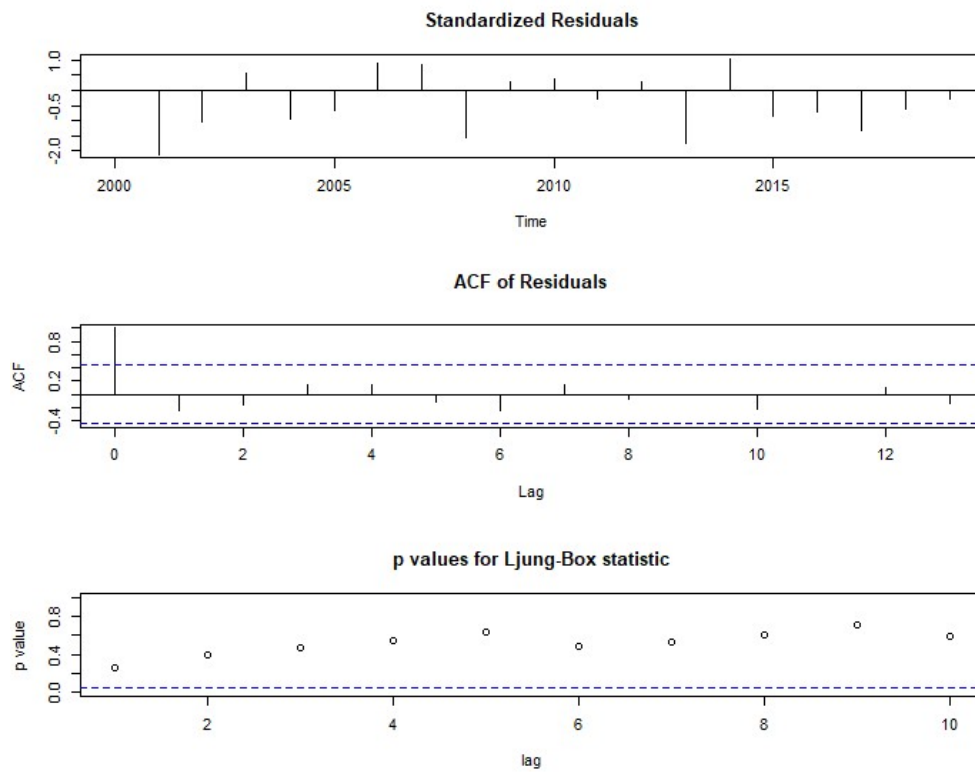 Standardized Residuals
1.0
-0.5
-2.0
2000 2005 2010 2015
Time
ACF of Residuals
ACF
0.8
0.2
-0.4
0 2 4 6 8 10 12
Lag
p values for Ljung-Box statistic
p value
0.8
0.4
0.0
2 4 6 8 10
lag